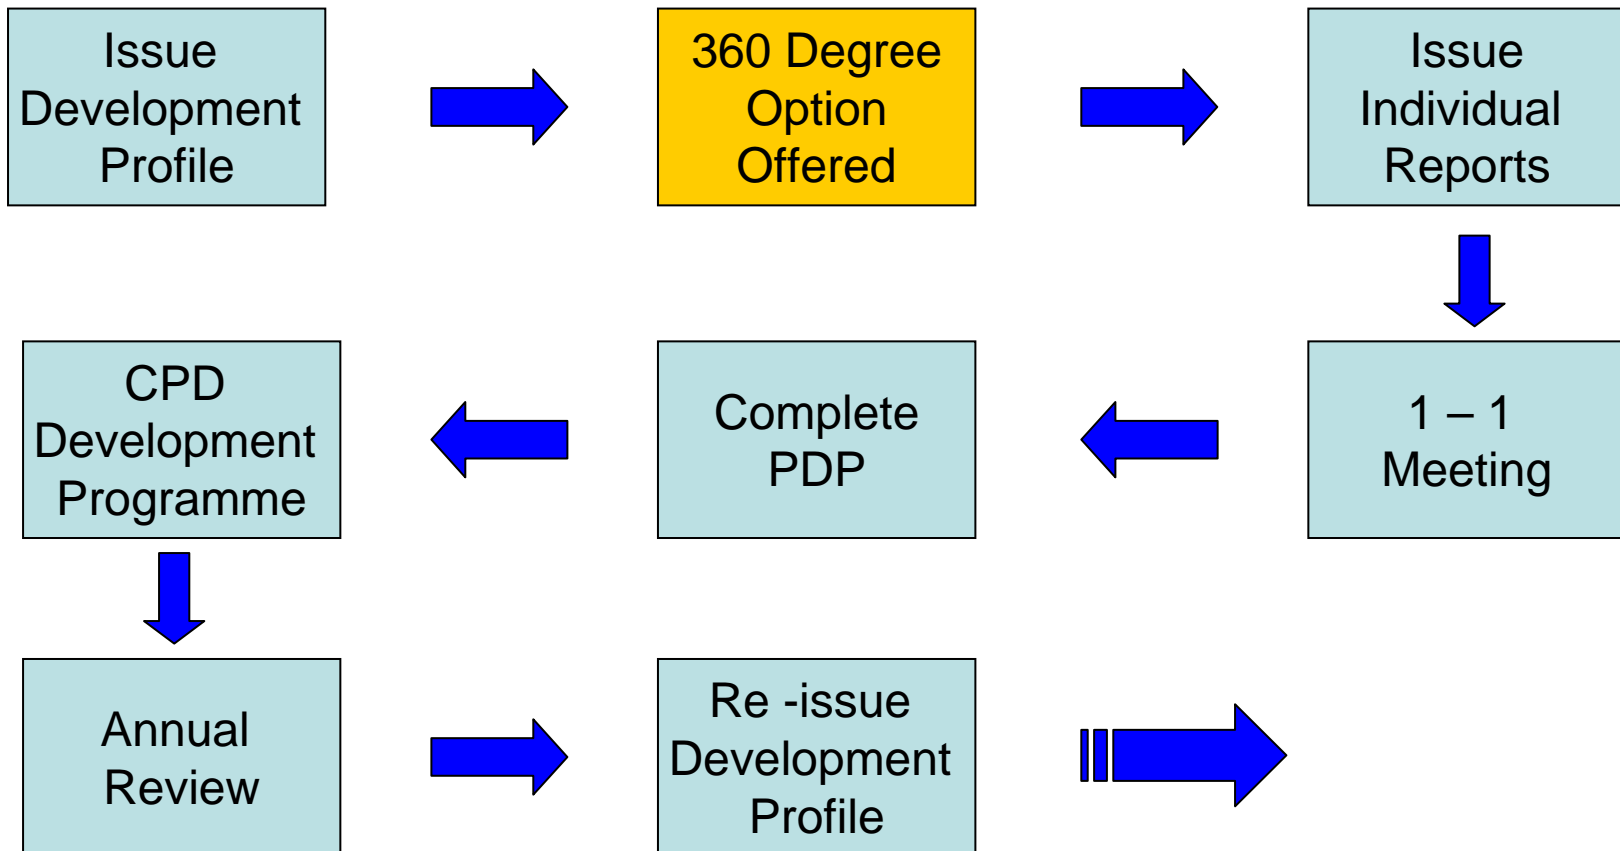 Issue
Development
Profile
360 Degree
Option
Offered
Issue
Individual
Reports
CPD
Development
Programme
Complete
PDP
1 – 1
Meeting
Annual
Review
Re -issue
Development
Profile